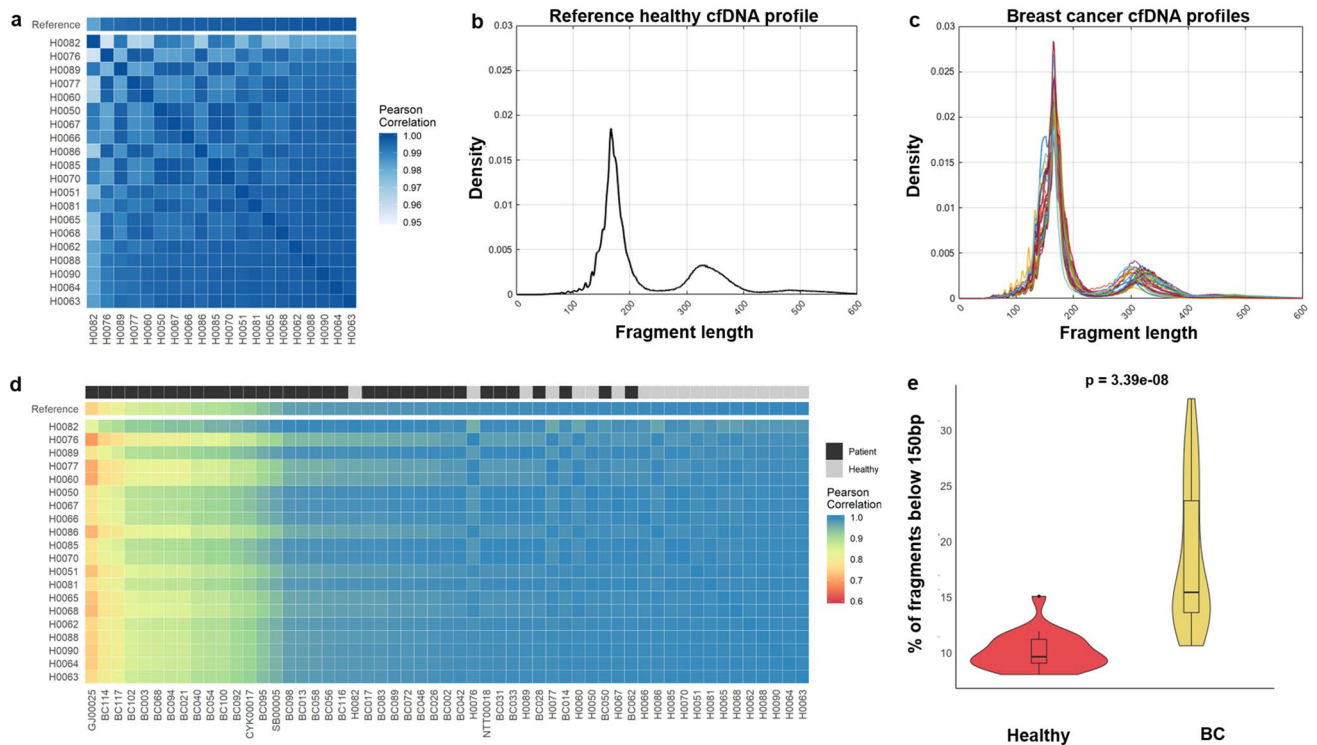 a
Reference
H0082
H0076
H0089
H0077
H0060
H0050
H0067
H0066
H0086
H0085
H0070
H0051
H0081
H0065
H0068
H0062
H0088
H0090
H0064
H0063
H0082
H0076
H0089
H0077
H0060
H0050
H0067
H0066
H0086
H0085
H0070
H0051
H0081
H0065
H0068
H0062
H0088
H0090
H0064
H0063
Pearson
Correlation
1.00
0.99
0.98
0.97
0.96
0.95
b
Reference healthy cfDNA profile
0.03
0.025
0.02
0.015
0.01
0.005
0
Density
100
200
300
400
500
600
Fragment length
c
Breast cancer cfDNA profiles
0.03
0.025
0.02
0.015
0.01
0.005
0
Density
0
100
200
300
400
500
600
Fragment length
d
Reference
H0082
H0076
H0089
H0077
H0060
H0050
H0067
H0066
H0086
H0085
H0070
H0051
H0081
H0065
H0068
H0062
H0088
H0090
H0064
H0063
GJ00025
BC114
BC117
BC102
BC003
BC068
BC094
BC021
BC040
BC054
BC100
BC092
CYK00017
BC095
SB00005
BC098
BC013
BC058
BC056
BC116
H0082
BC017
BC083
BC089
BC072
BC046
BC026
BC002
BC042
H0076
NTT00018
BC031
BC033
H0089
BC028
H0077
BC014
H0060
H0050
BC050
H0067
BC062
H0066
H0086
H0085
H0070
H0051
H0081
H0065
H0068
H0062
H0088
H0090
H0064
H0063
Patient
Healthy
Pearson
Correlation
1.0
0.9
0.8
0.7
0.6
e
p = 3.39e-08
% of fragments below 150bp
30
25
20
15
10
Healthy
BC